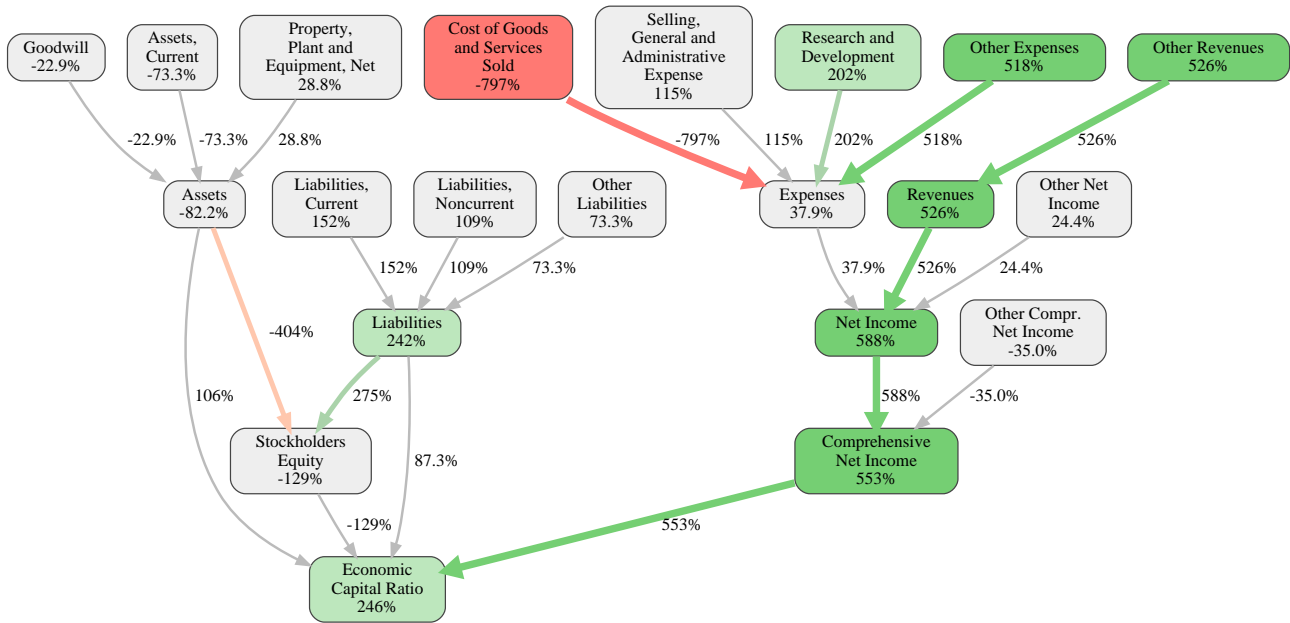 Goodwill
-22.9%
Assets,
Current
-73.3%
Property,
Plant and
Equipment, Net
28.8%
Cost of Goods
and Services
Sold
-797%
Selling,
General and
Administrative
Expense
115%
Research and
Development
202%
Other Expenses
518%
Other Revenues
526%
-22.9%
-73.3%
28.8%
-797%
115%
202%
518%
526%
Assets
-82.2%
Liabilities,
Current
152%
Liabilities,
Noncurrent
109%
Other
Liabilities
73.3%
Expenses
37.9%
Revenues
526%
Other Net
Income
24.4%
152%
109%
73.3%
37.9%
526%
24.4%
-404%
Liabilities
242%
Net Income
588%
Other Compr.
Net Income
-35.0%
106%
275%
588%
-35.0%
Stockholders
Equity
-129%
87.3%
Comprehensive
Net Income
553%
-129%
553%
Economic
Capital Ratio
246%